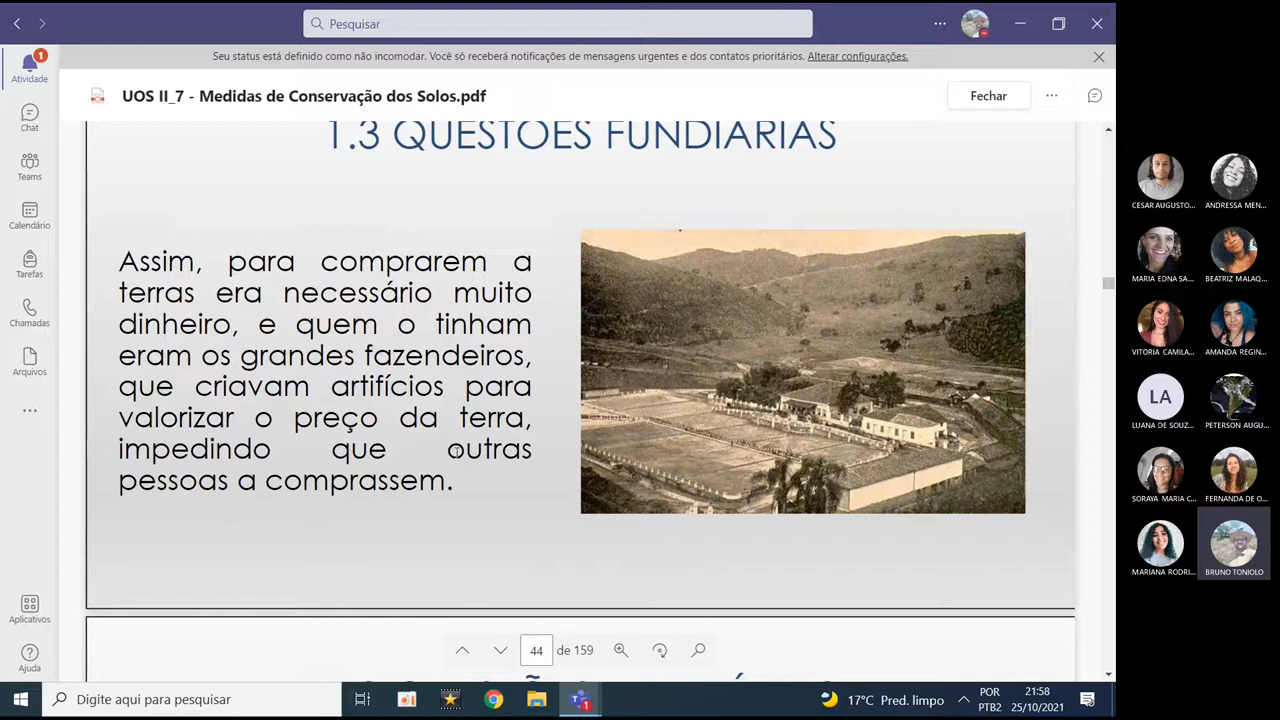 Pesquisar
Seu status está definido como não incomodar. Você só receberá notificações de mensagens urgentes e dos contatos prioritários. Alterar configurações.
1
Atividade
Chat
Teams
Calendário
Tarefas
Chamadas
Arquivos
Aplicativos
Ajuda
UOS II_7 - Medidas de Conservação dos Solos.pdf
Fechar
1.3 QUESTÕES FUNDIÁRIAS
Assim, para comprarem a
terras era necessário muito
dinheiro, e quem o tinham
eram os grandes fazendeiros,
que criavam artifícios para
valorizar o preço da terra,
impedindo que outras
pessoas a comprassem.
44 de 159
CESAR AUGUSTO...
ANDRESSA MEN...
MARIA EDNA SA...
BEATRIZ MALAQ...
VITORIA CAMILA...
AMANDA REGIN...
LA
LUANA DE SOUZ...
PETERSON AUGU...
SORAYA MARIA C...
FERNANDA DE O...
MARIANA RODRI...
BRUNO TONIOLO
Digite aqui para pesquisar
1
17°C Pred. limpo
POR
PTB2
21:58
25/10/2021